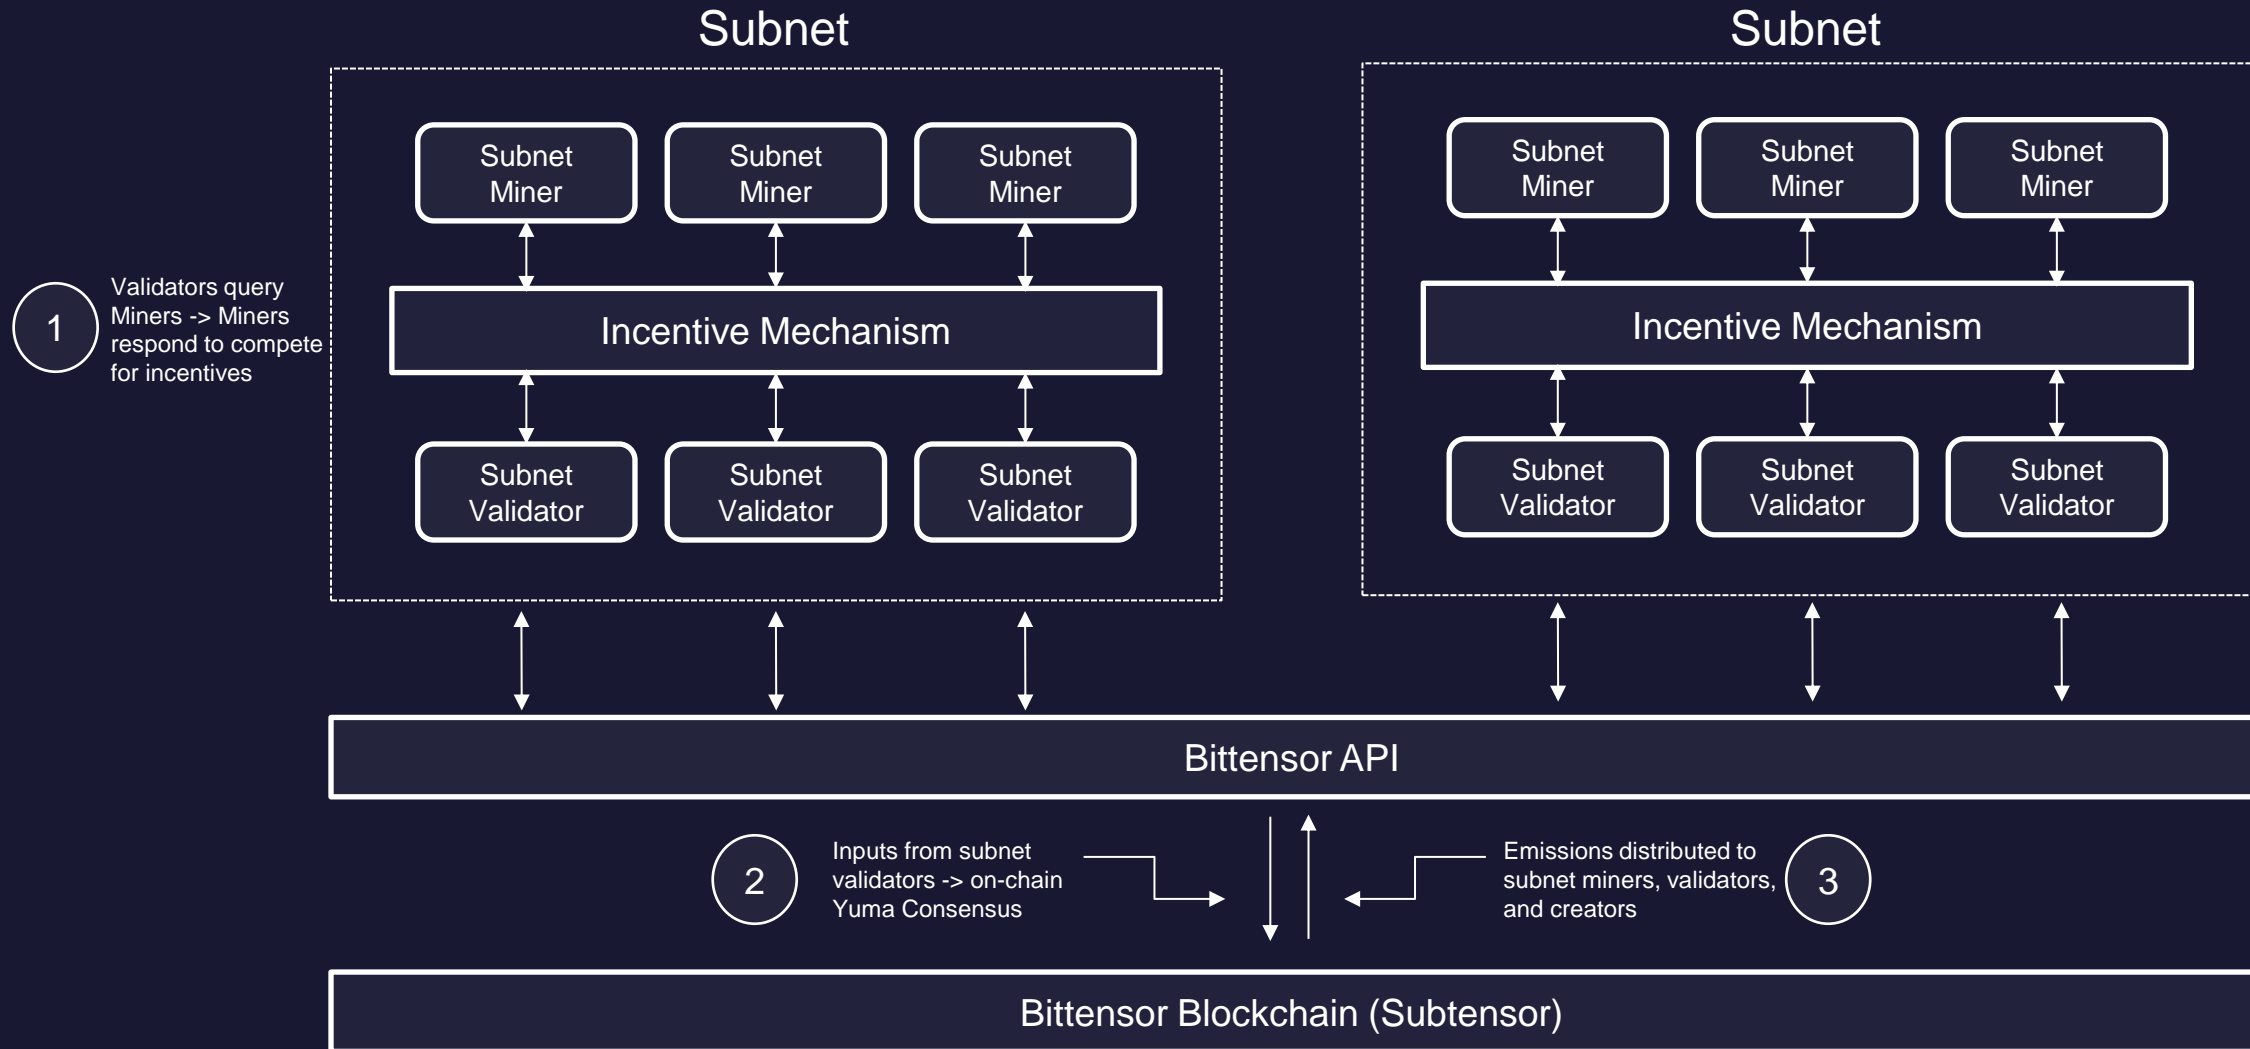 Subnet
Subnet
Subnet
Miner
Subnet
Miner
Subnet
Miner
Subnet
Miner
Subnet
Miner
Subnet
Miner
1
Validators query
Miners -> Miners
respond to compete
for incentives
Incentive Mechanism
Incentive Mechanism
Subnet
Validator
Subnet
Validator
Subnet
Validator
Subnet
Validator
Subnet
Validator
Subnet
Validator
Bittensor API
2
Inputs from subnet
validators -> on-chain
Yuma Consensus
Emissions distributed to
subnet miners, validators,
and creators
3
Bittensor Blockchain (Subtensor)